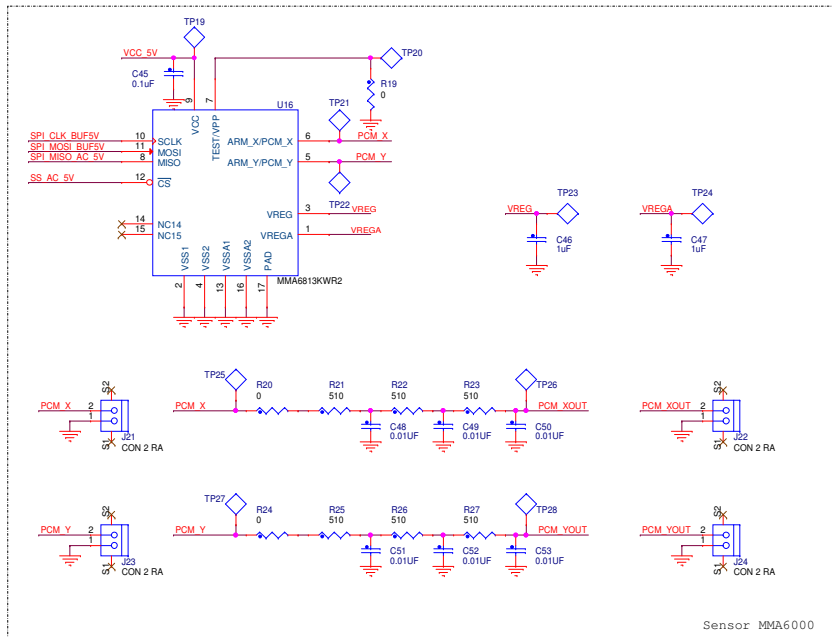 TP19
VCC_5V
TP20
C45
0.1uF
R19
0
9
7
U16
TP21
VCC
TEST/VPP
SPI_CLK_BUF5V 10 SCLK ARM_X/PCM_X 6 PCM_X
SPI_MOSI_BUF5V 11 MOSI
SPI_MISO_AC_5V 8 MISO ARM_Y/PCM_Y 5 PCM_Y
SS_AC_5V 12 CS
TP22
TP23
TP24
VREG 3 VREG
VREG
VREGA
14 NC14
15 NC15
VREGA 1 VREGA
C46
1uF
C47
1uF
VSS1
VSS2
VSSA1
VSSA2
PAD
MMA6813KWR2
2
4
13
16
17
TP25
TP26
S2
R20
0
R21
510
R22
510
R23
510
S2
PCM_X 2
1
PCM_X
PCM_XOUT
PCM_XOUT 2
1
C48
0.01UF
C49
0.01UF
C50
0.01UF
S1
J21
CON 2 RA
S1
J22
CON 2 RA
TP27
TP28
S2
R24
0
R25
510
R26
510
R27
510
S2
PCM_Y 2
1
PCM_Y
PCM_YOUT
PCM_YOUT 2
1
C51
0.01UF
C52
0.01UF
C53
0.01UF
S1
J23
CON 2 RA
S1
J24
CON 2 RA
Sensor MMA6000